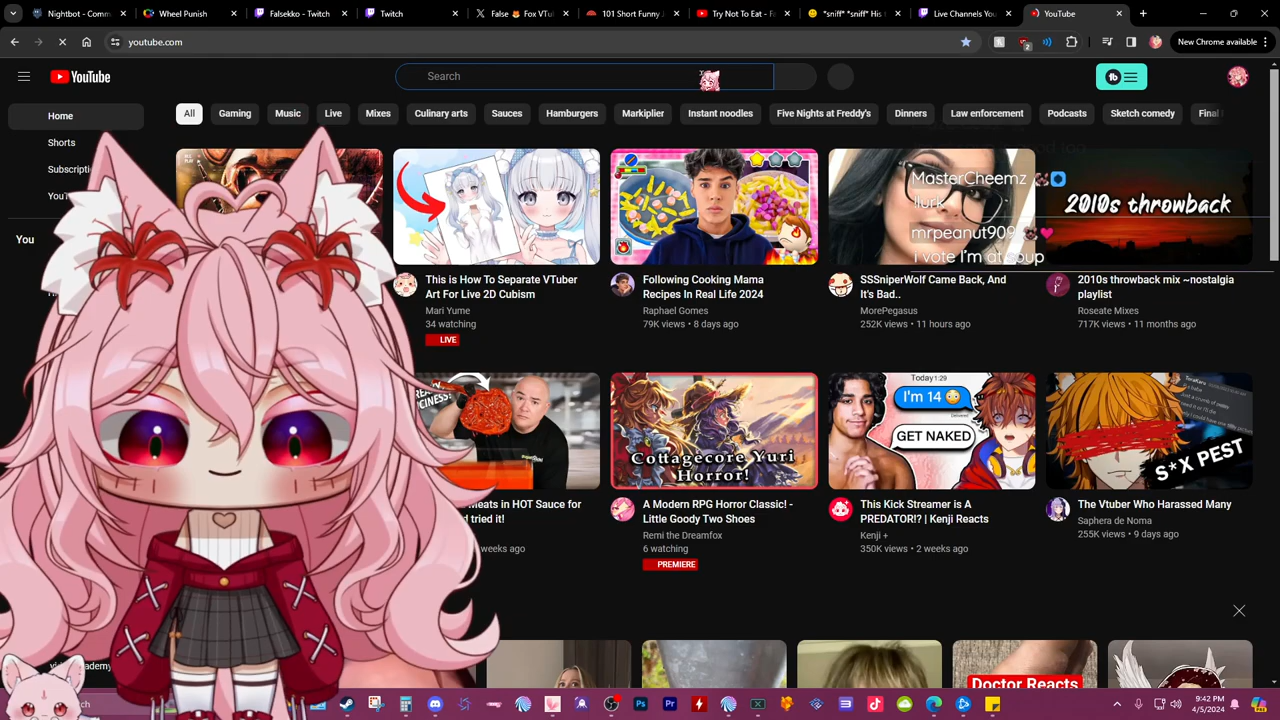 Nightbot - Comm
Wheel Punish
Falsekko - Twitch
Twitch
False 🦊 Fox VTu
101 Short Funny J
Try Not To Eat - Fa
*sniff* *sniff* His r
Live Channels You
YouTube
youtube.com
New Chrome available
YouTube
Search
All
Gaming
Music
Live
Mixes
Culinary arts
Sauces
Hamburgers
Markiplier
Instant noodles
Five Nights at Freddy's
Dinners
Law enforcement
Podcasts
Sketch comedy
Final
Home
Shorts
Subscripti
You
You
MasterCheemz
!lurk
mrpeanut909
I vote I'm at soup
2010s throwback
This is How To Separate VTuber
Art For Live 2D Cubism
Mari Yume
34 watching
LIVE
Following Cooking Mama
Recipes In Real Life 2024
Raphael Gomes
79K views • 8 days ago
SSSniperWolf Came Back, And
It's Bad..
MorePegasus
252K views • 11 hours ago
2010s throwback mix ~nostalgia
playlist
Roseate Mixes
717K views • 11 months ago
Cottagecore Yuri
Horror!
Today 1:29
I'm 14 😳
Delivered
GET NAKED
S*X PEST
eats in HOT Sauce for
d tried it!
weeks ago
A Modern RPG Horror Classic! -
Little Goody Two Shoes
Remi the Dreamfox
6 watching
PREMIERE
This Kick Streamer is A
PREDATOR!? | Kenji Reacts
Kenji +
350K views • 2 weeks ago
The Vtuber Who Harassed Many
Saphera de Noma
255K views • 9 days ago
Doctor Reacts
9:42 PM
4/5/2024